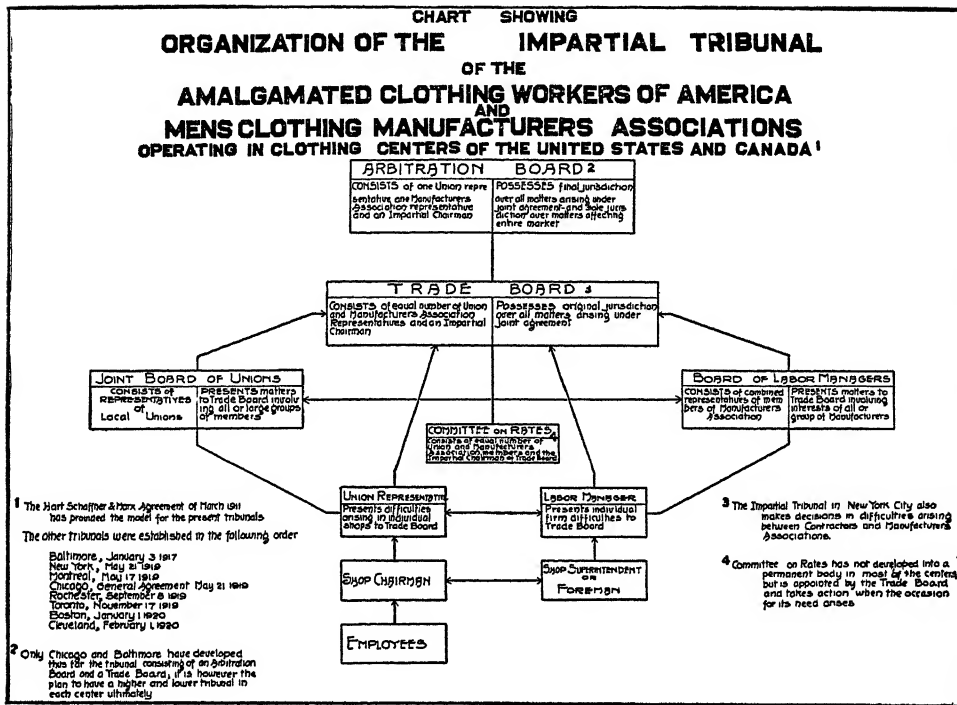 CHART SHOWING
ORGANIZATION OF THE IMPARTIAL TRIBUNAL
OF THE
AMALGAMATED CLOTHING WORKERS OF AMERICA
AND
MENS CLOTHING MANUFACTURERS ASSOCIATIONS
OPERATING IN CLOTHING CENTERS OF THE UNITED STATES AND CANADA 1
ARBITRATION BOARD 2
CONSISTS of one Union repre
sentative one Manufacturers
Association representative
and an Impartial Chairman
POSSESSES final jurisdiction
over all matters arising under
joint agreement-and Sole juris
diction over matters affecting
entire market
TRADE BOARD 3
CONSISTS of equal number of Union
and Manufacturers Association
Representatives and an Impartial
Chairman
POSSESSES original jurisdiction
over all matters arising under
joint agreement
JOINT BOARD OF UNIONS
CONSISTS of
REPRESENTATIVES
of
Local Unions
PRESENTS matters
to Trade Board involv
ing all or large groups
of members
BOARD OF LABOR MANAGERS
CONSISTS of combined
representatives of mem
bers of Manufacturers
Association
PRESENTS matters to
Trade Board involving
interests of all or
group of Manufacturers
COMMITTEE ON RATES 4
Consists of equal number of
Union and Manufacturers
Association members and the
Impartial Chairman of Trade Board
UNION REPRESENTATIVE
Presents difficulties
arising in individual
shops to Trade Board
LABOR MANAGER
Presents individual
firm difficulties to
Trade Board
SHOP CHAIRMAN
SHOP SUPERINTENDENT
OR
FOREMAN
EMPLOYEES
1 The Hart Schaffner & Marx Agreement of March 1911
has provided the model for the present tribunals
The other tribunals were established in the following order
Baltimore, January 3 1917
New York, May 21 1919
Montreal, May 17 1919
Chicago, General Agreement May 21 1919
Rochester, September 8 1919
Toronto, November 17 1919
Boston, January 1 1920
Cleveland, February 1, 1920
2 Only Chicago and Baltimore have developed
thus far the tribunal consisting of an Arbitration
Board and a Trade Board, it is however the
plan to have a higher and lower tribunal in
each center ultimately
3 The Impartial Tribunal in New York City also
makes decisions in difficulties arising
between Contractors and Manufacturers
Associations.
4 Committee on Rates has not developed into a
permanent body in most of the centers
but is appointed by the Trade Board
and takes action when the occasion
for its need arises